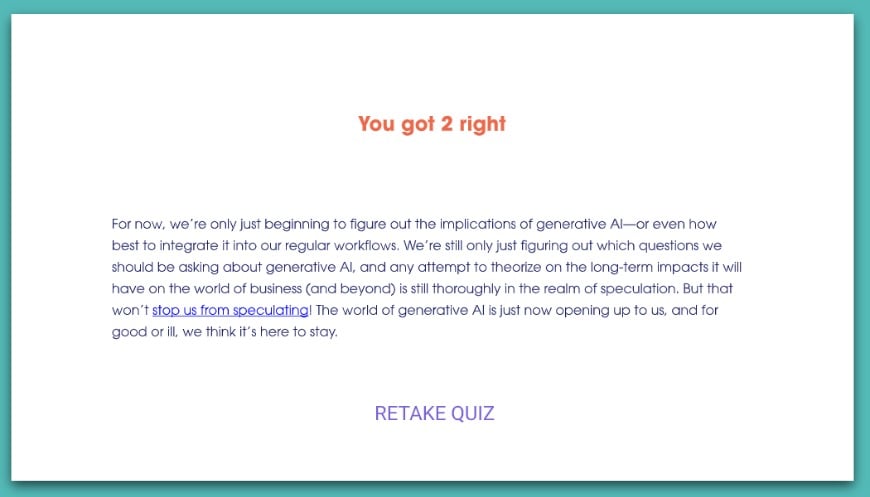 You got 2 right
For now, we’re only just beginning to figure out the implications of generative AI—or even how
best to integrate it into our regular workflows. We’re still only just figuring out which questions we
should be asking about generative AI, and any attempt to theorize on the long-term impacts it will
have on the world of business (and beyond) is still thoroughly in the realm of speculation. But that
won’t stop us from speculating! The world of generative AI is just now opening up to us, and for
good or ill, we think it’s here to stay.
RETAKE QUIZ